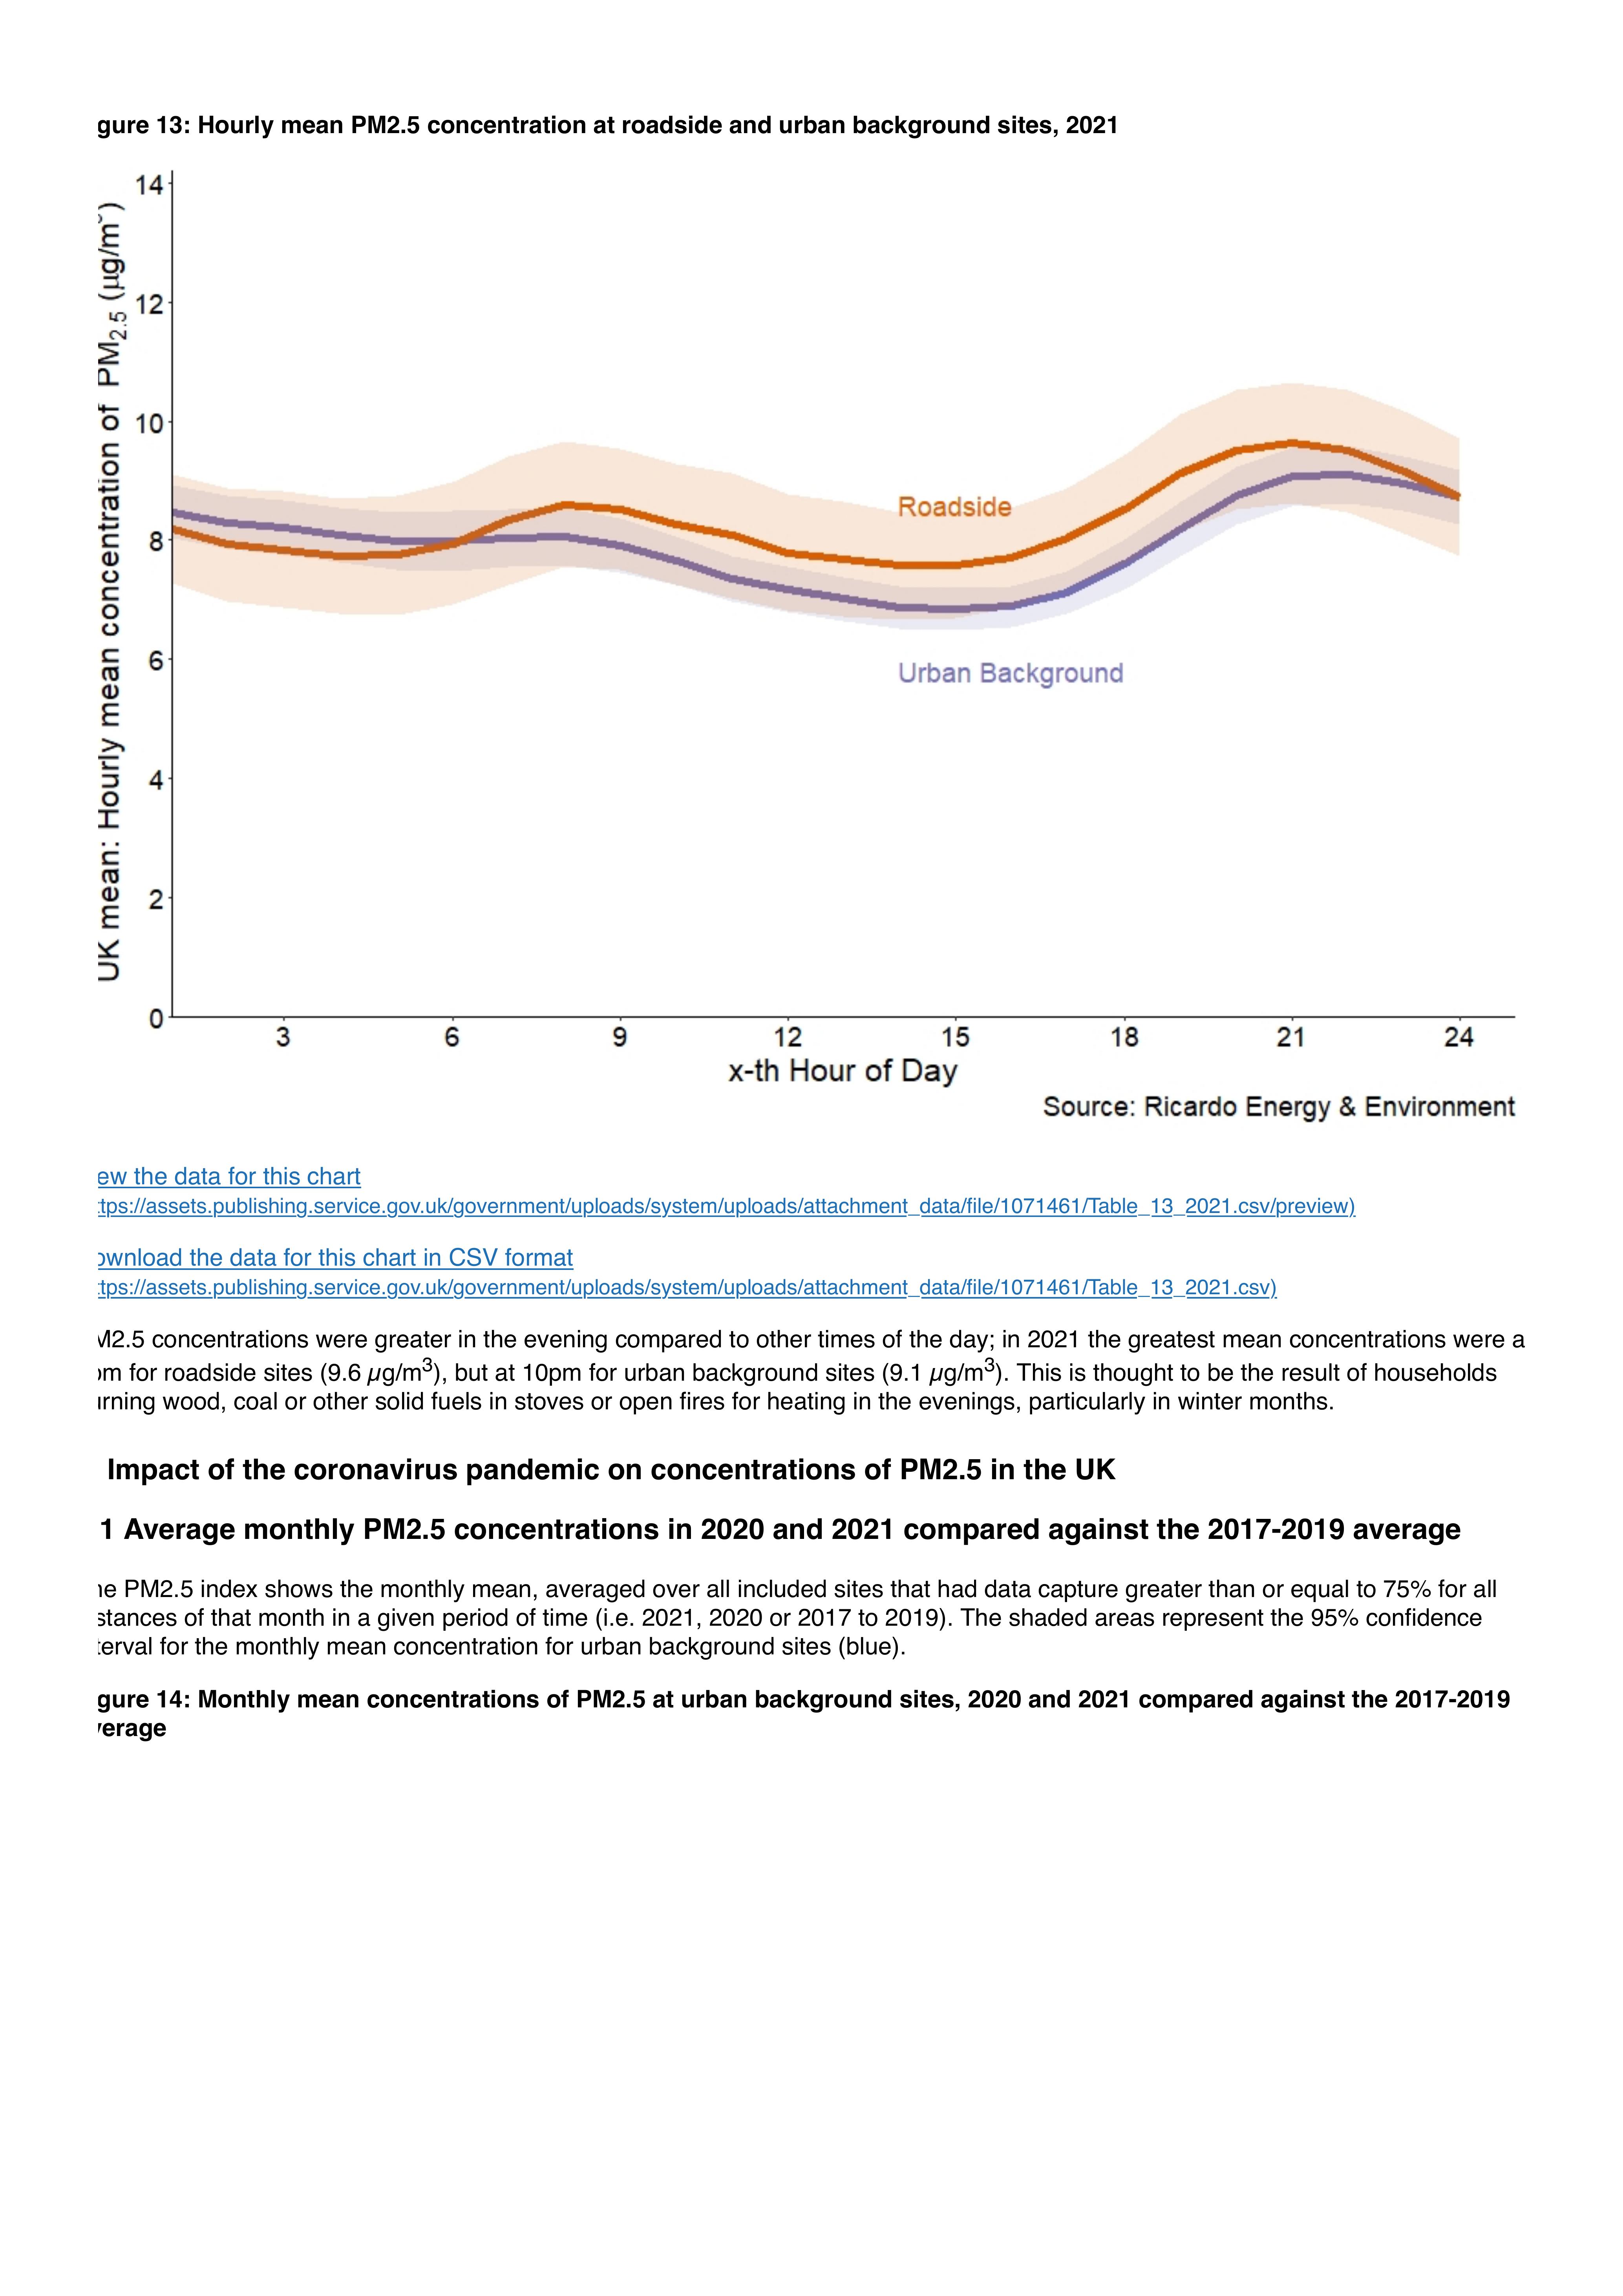 gure 13: Hourly mean PM2.5 concentration at roadside and urban background sites, 2021
UK mean: Hourly mean concentration of PM2.5 (µg/m³)
14
12
10
8
6
4
2
0
Roadside
Urban Background
3 6 9 12 15 18 21 24
x-th Hour of Day
Source: Ricardo Energy & Environment
ew the data for this chart
tps://assets.publishing.service.gov.uk/government/uploads/system/uploads/attachment_data/file/1071461/Table_13_2021.csv/preview)
ownload the data for this chart in CSV format
tps://assets.publishing.service.gov.uk/government/uploads/system/uploads/attachment_data/file/1071461/Table_13_2021.csv)
M2.5 concentrations were greater in the evening compared to other times of the day; in 2021 the greatest mean concentrations were a
pm for roadside sites (9.6 µg/m³), but at 10pm for urban background sites (9.1 µg/m³). This is thought to be the result of households
urning wood, coal or other solid fuels in stoves or open fires for heating in the evenings, particularly in winter months.
Impact of the coronavirus pandemic on concentrations of PM2.5 in the UK
1 Average monthly PM2.5 concentrations in 2020 and 2021 compared against the 2017-2019 average
he PM2.5 index shows the monthly mean, averaged over all included sites that had data capture greater than or equal to 75% for all
stances of that month in a given period of time (i.e. 2021, 2020 or 2017 to 2019). The shaded areas represent the 95% confidence
terval for the monthly mean concentration for urban background sites (blue).
gure 14: Monthly mean concentrations of PM2.5 at urban background sites, 2020 and 2021 compared against the 2017-2019
verage